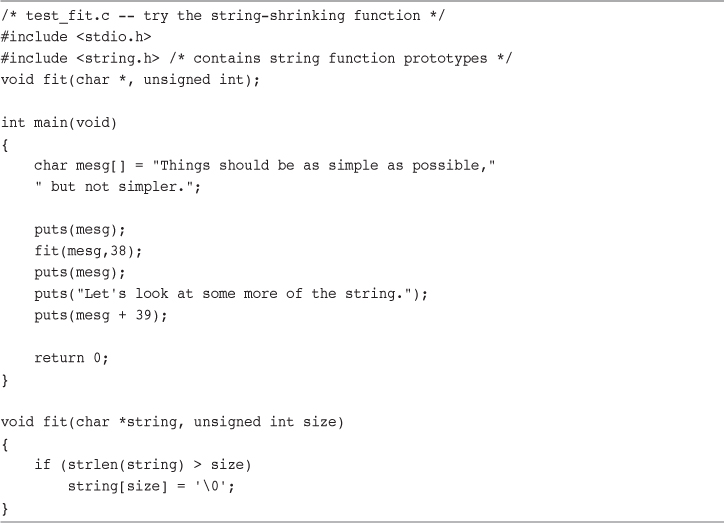 /* test_fit.c -- try the string-shrinking function */
#include <stdio.h>
#include <string.h> /* contains string function prototypes */
void fit(char *, unsigned int);

int main(void)
{
    char mesg[] = "Things should be as simple as possible,"
    " but not simpler.";

    puts(mesg);
    fit(mesg,38);
    puts(mesg);
    puts("Let's look at some more of the string.");
    puts(mesg + 39);

    return 0;
}

void fit(char *string, unsigned int size)
{
    if (strlen(string) > size)
        string[size] = '\0';
}